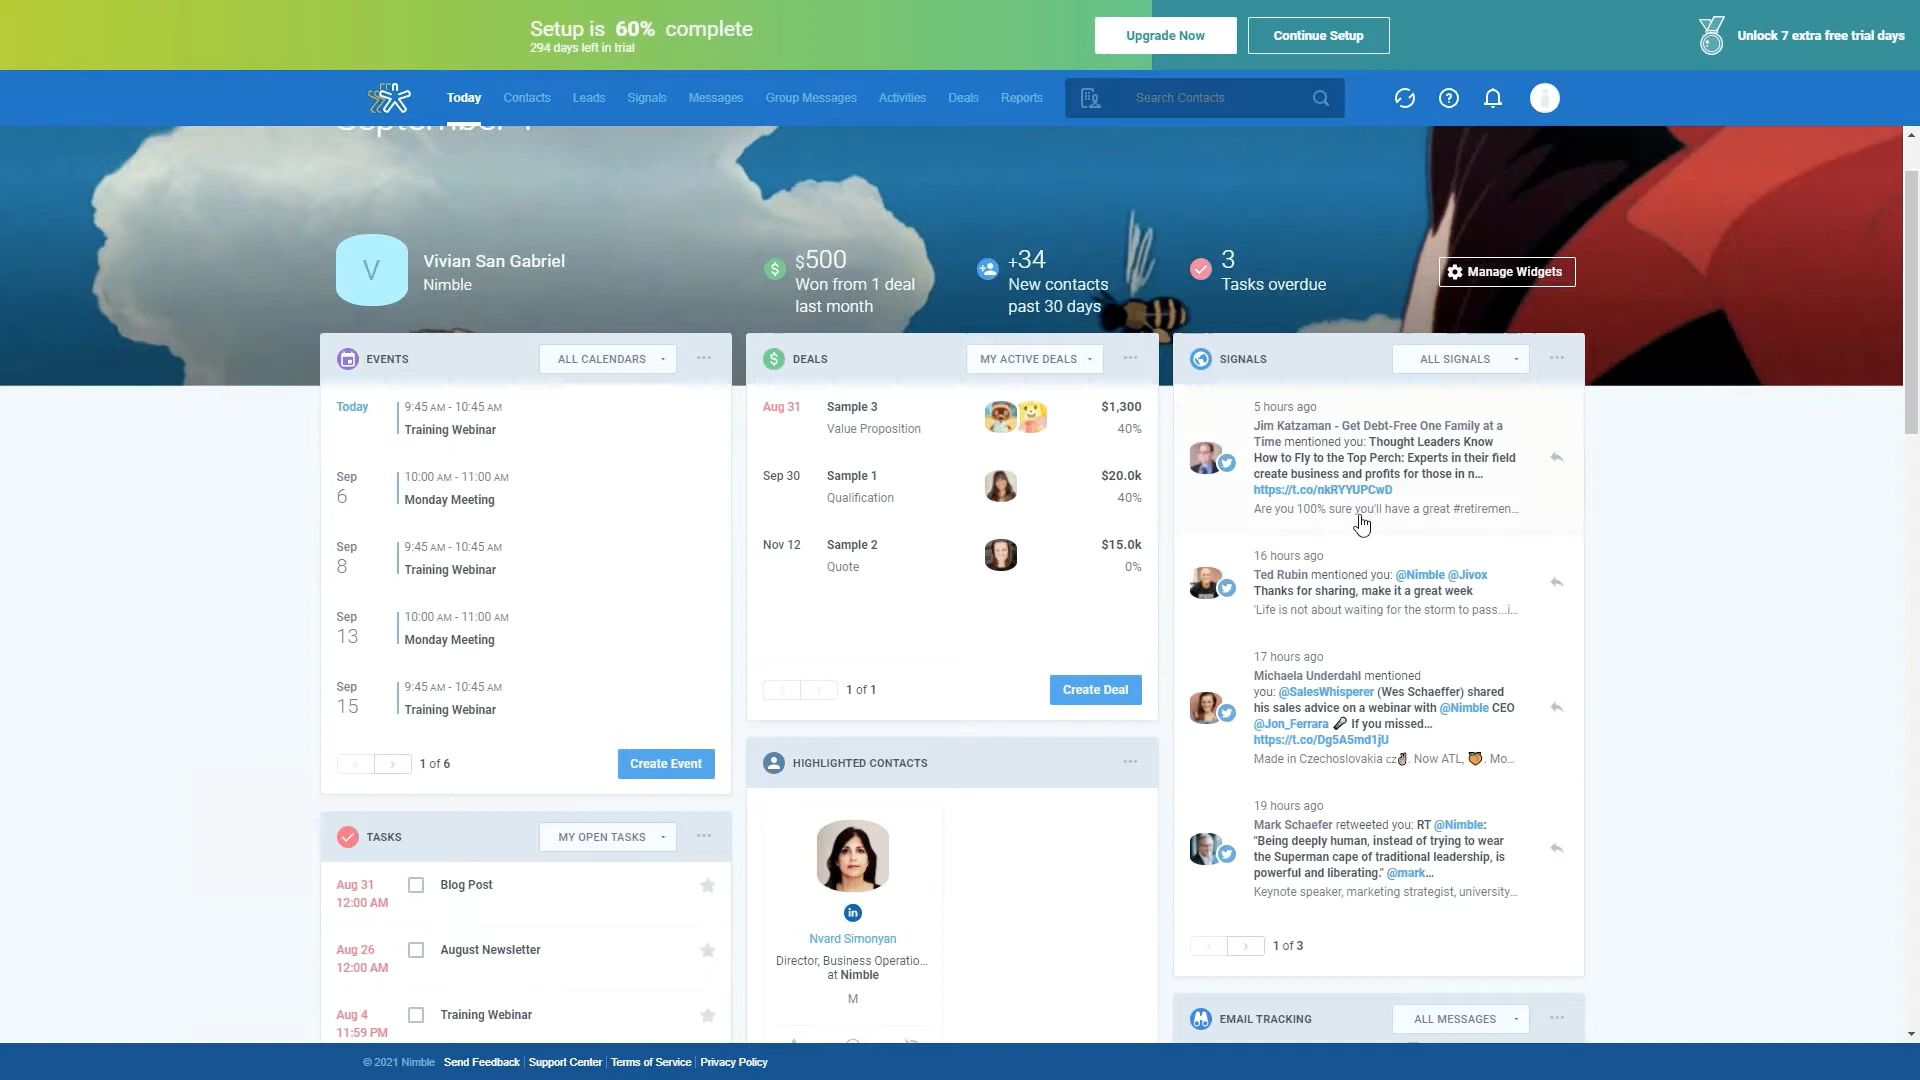 Setup is 60% complete
294 days left in trial
Upgrade Now
Continue Setup
Unlock 7 extra free trial days
Today
Contacts
Leads
Signals
Messages
Group Messages
Activities
Deals
Reports
Search Contacts
V
Vivian San Gabriel
Nimble
$500
Won from 1 deal
last month
+34
New contacts
past 30 days
3
Tasks overdue
Manage Widgets
EVENTS
ALL CALENDARS
Today
9:45 AM - 10:45 AM
Training Webinar
Sep
6
10:00 AM - 11:00 AM
Monday Meeting
Sep
8
9:45 AM - 10:45 AM
Training Webinar
Sep
13
10:00 AM - 11:00 AM
Monday Meeting
Sep
15
9:45 AM - 10:45 AM
Training Webinar
1 of 6
Create Event
TASKS
MY OPEN TASKS
Aug 31
12:00 AM
Blog Post
Aug 26
12:00 AM
August Newsletter
Aug 4
11:59 PM
Training Webinar
DEALS
MY ACTIVE DEALS
Aug 31
Sample 3
Value Proposition
$1,300
40%
Sep 30
Sample 1
Qualification
$20.0k
40%
Nov 12
Sample 2
Quote
$15.0k
0%
1 of 1
Create Deal
HIGHLIGHTED CONTACTS
in
Nvard Simonyan
Director, Business Operatio...
at Nimble
M
SIGNALS
ALL SIGNALS
5 hours ago
Jim Katzaman - Get Debt-Free One Family at a
Time mentioned you: Thought Leaders Know
How to Fly to the Top Perch: Experts in their field
create business and profits for those in n...
https://t.co/nkRYYUPCwD
Are you 100% sure you'll have a great #retiremen...
16 hours ago
Ted Rubin mentioned you: @Nimble @Jivox
Thanks for sharing, make it a great week
'Life is not about waiting for the storm to pass...i...
17 hours ago
Michaela Underdahl mentioned
you: @SalesWhisperer (Wes Schaeffer) shared
his sales advice on a webinar with @Nimble CEO
@Jon_Ferrara 🎤 If you missed...
https://t.co/Dg5A5md1jU
Made in Czechoslovakia cz✌🏼. Now ATL, 🍑. Mo...
19 hours ago
Mark Schaefer retweeted you: RT @Nimble:
"Being deeply human, instead of trying to wear
the Superman cape of traditional leadership, is
powerful and liberating." @mark...
Keynote speaker, marketing strategist, university...
1 of 3
EMAIL TRACKING
ALL MESSAGES
© 2021 Nimble
Send Feedback | Support Center | Terms of Service | Privacy Policy